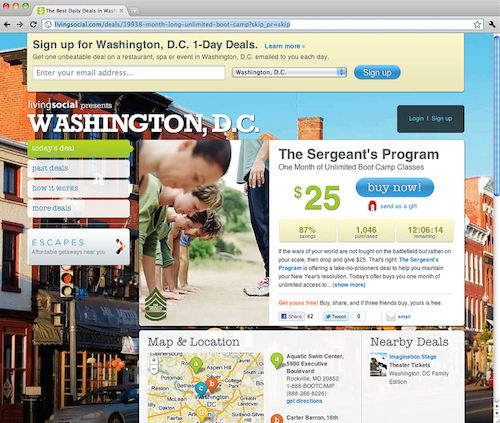 The Best Daily Deals in Wash
livingsocial.com/deals/19938-month-long-unlimited-boot-camp?skip_pr=skip
Sign up for Washington, D.C. 1-Day Deals. Learn more »
Get one unbeatable deal on a restaurant, spa or event in Washington, D.C. emailed to you each day.
Enter your email address...
Washington, D.C.
Sign up
livingsocial presents
WASHINGTON, D.C.
Login | Sign up
today's deal
past deals
how it works
more deals
ESCAPES
Affordable getaways near you
The Sergeant's Program
One Month of Unlimited Boot Camp Classes
$25
buy now!
send as a gift
87%
savings
1,046
purchased
12:06:14
remaining
If the wars of your world are not fought on the battlefield but rather on
your scale, then drop and give $25. That's right: The Sergeant's
Program is offering a take-no-prisoners deal to help you maintain
your New Year's resolution. Today's offer buys you one month of
unlimited access to... (show more)
Get yours free! Buy, share, and if three friends buy, yours is free.
Share 42
Tweet 0
email
Map & Location
Aspen Hill
Bethesda
Washington
DC
a
b
c
d
a
Aquatic Swim Center,
5900 Executive
Boulevard
Rockville, MD 20852
1-888-BOOTCAMP
(888-266-8226)
get directions
b
Carter Barron, 16th
Nearby Deals
Imagination Stage
Theater Tickets
Washington, DC Family
Edition